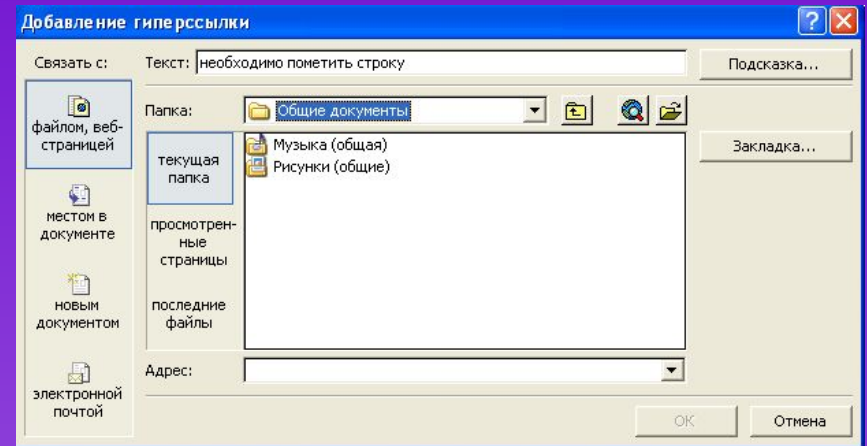 Добавление гиперссылки
Связать с:
Текст: необходимо пометить строку
Подсказка...
файлом, веб-
страницей
Папка: Общие документы
Закладка...
текущая
папка
Музыка (общая)
Рисунки (общие)
местом в
документе
просмотрен-
ные
страницы
новым
документом
последние
файлы
Адрес:
электронной
почтой
ОК
Отмена